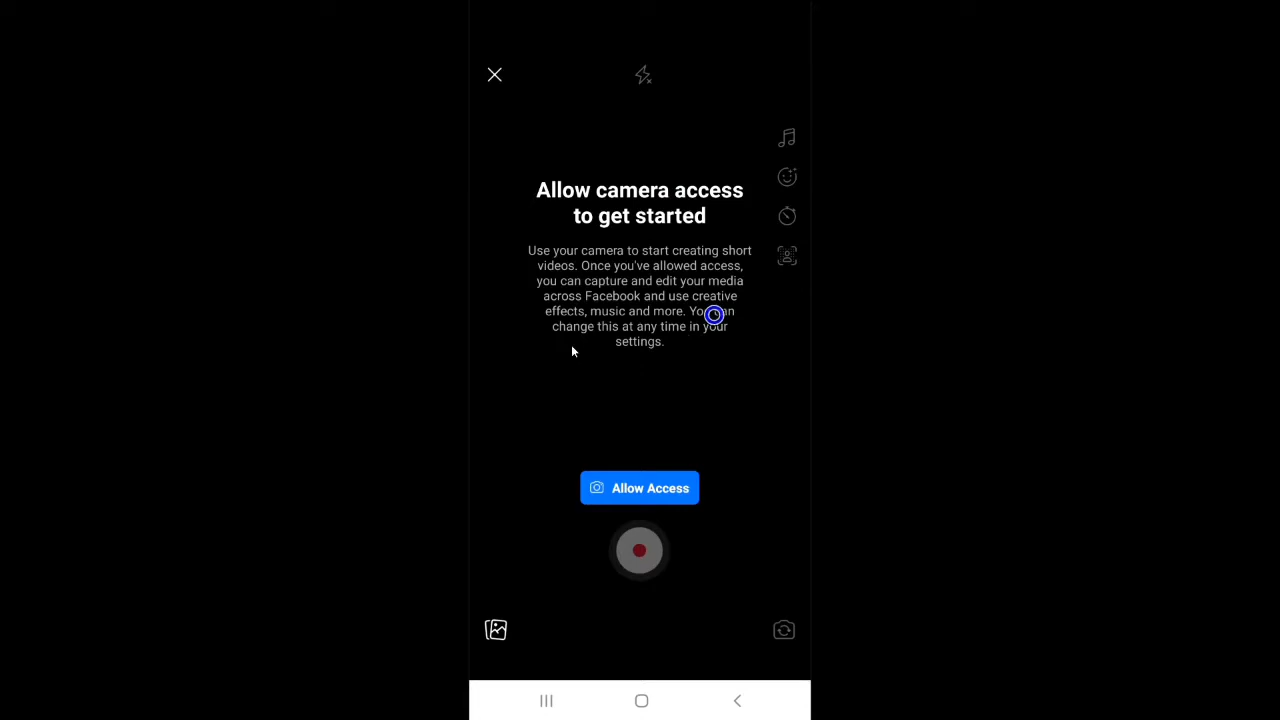 Allow camera access
to get started
Use your camera to start creating short
videos. Once you've allowed access,
you can capture and edit your media
across Facebook and use creative
effects, music and more. You can
change this at any time in your
settings.
Allow Access